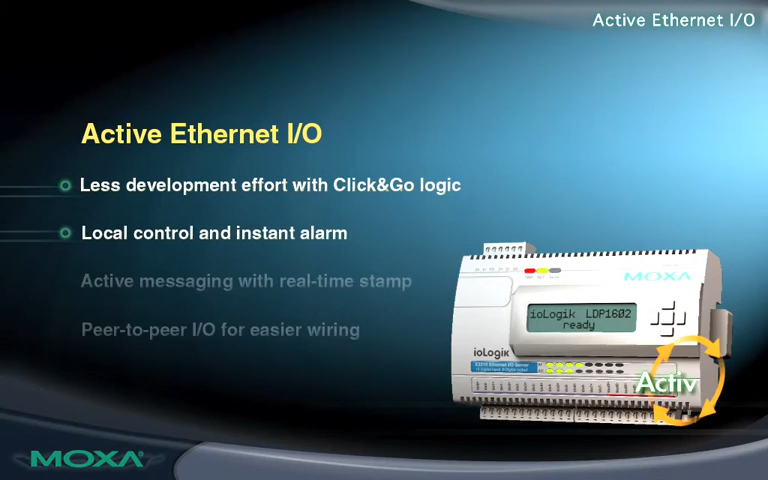 Active Ethernet I/O
Active Ethernet I/O
Less development effort with Click&Go logic
Local control and instant alarm
Active messaging with real-time stamp
Peer-to-peer I/O for easier wiring
MOXA
ioLogik LDP1602
ready
ioLogik
Activ
MOXA®